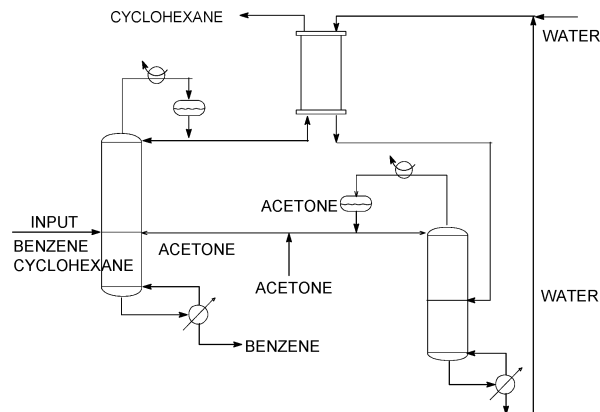 CYCLOHEXANE
WATER
ACETONE
INPUT
BENZENE
CYCLOHEXANE
ACETONE
ACETONE
WATER
BENZENE